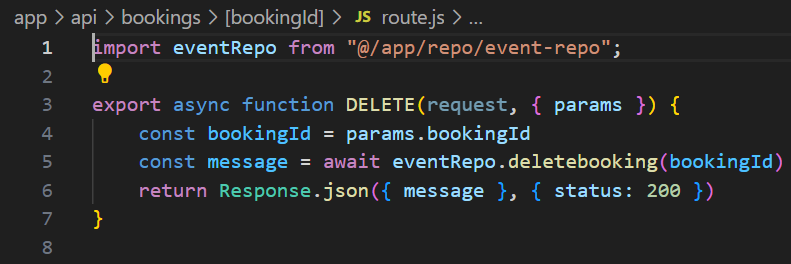 app > api > bookings > [bookingId] > JS route.js > ...
1 import eventRepo from "@/app/repo/event-repo";
2
3 export async function DELETE(request, { params }) {
4 const bookingId = params.bookingId
5 const message = await eventRepo.deletebooking(bookingId)
6 return Response.json({ message }, { status: 200 })
7 }
8